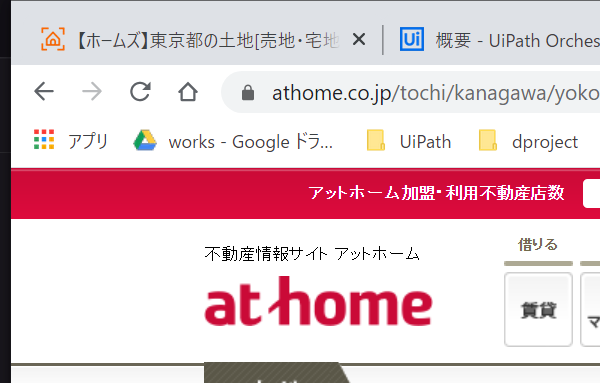 【ホームズ】東京都の土地[売地・宅地
概要 - UiPath Orches
athome.co.jp/tochi/kanagawa/yoko
アプリ works - Google ドラ... UiPath dproject
アットホーム加盟・利用不動産店数
不動産情報サイト アットホーム
借りる
at home
賃貸
マ